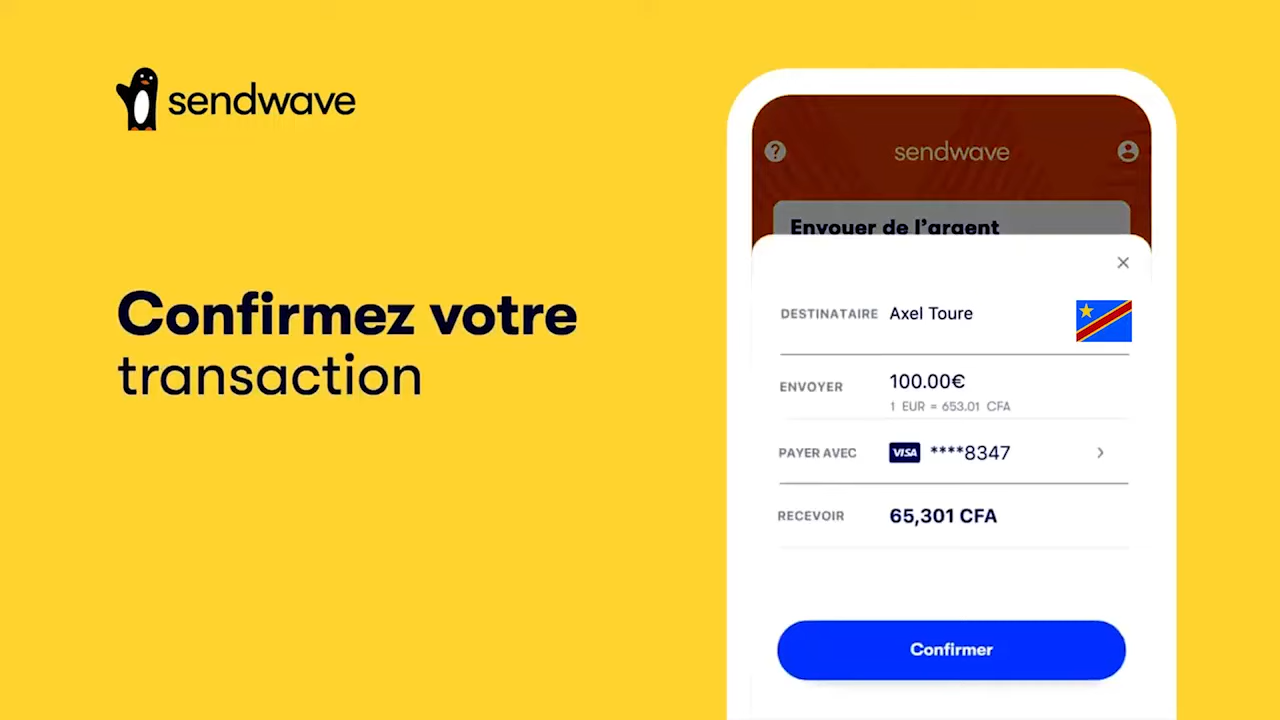 sendwave
Confirmez votre
transaction
?
sendwave
Envoyer de l'argent
DESTINATAIRE Axel Toure
ENVOYER 100.00€
1 EUR = 653.01 CFA
PAYER AVEC VISA ****8347
RECEVOIR 65,301 CFA
Confirmer